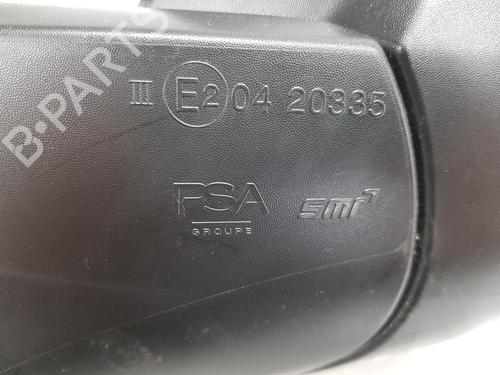 III E2 04 20335
PSA
GROUPE
smr
B-PARTS